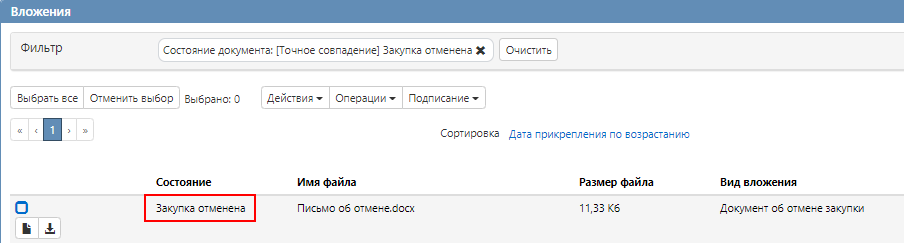 Вложения
Фильтр
Состояние документа: [Точное совпадение] Закупка отменена ✖
Очистить
Выбрать все
Отменить выбор
Выбрано: 0
Действия
Операции
Подписание
« ‹ 1 › »
Сортировка
Дата прикрепления по возрастанию
Состояние Имя файла Размер файла Вид вложения
Закупка отменена Письмо об отмене.docx 11,33 Кб Документ об отмене закупки